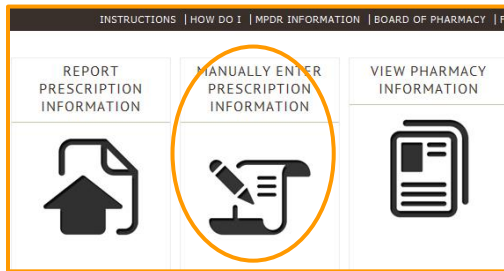 INSTRUCTIONS | HOW DO I | MPDR INFORMATION | BOARD OF PHARMACY |
REPORT
PRESCRIPTION
INFORMATION
MANUALLY ENTER
PRESCRIPTION
INFORMATION
VIEW PHARMACY
INFORMATION